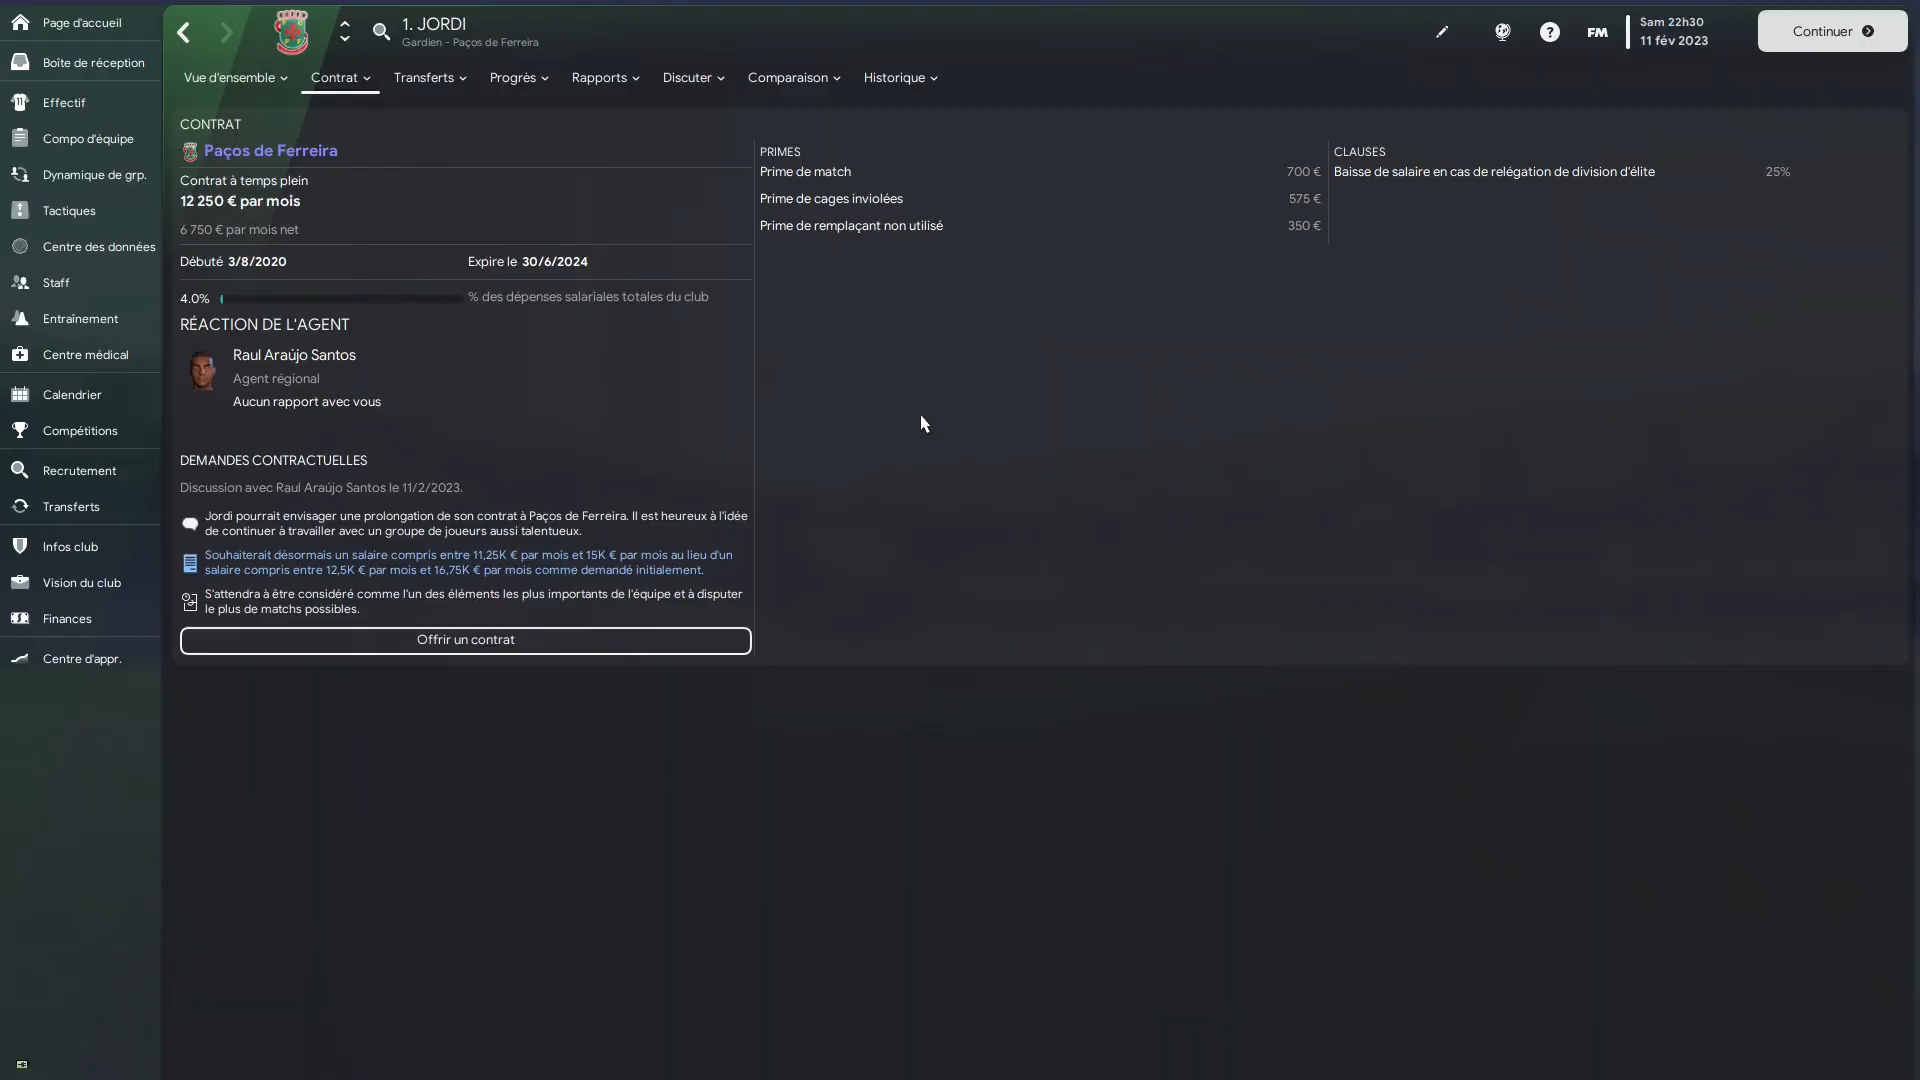 Page d'accueil
Boîte de réception
Effectif
Compo d'équipe
Dynamique de grp.
Tactiques
Centre des données
Staff
Entraînement
Centre médical
Calendrier
Compétitions
Recrutement
Transferts
Infos club
Vision du club
Finances
Centre d'appr.
1. JORDI
Gardien - Paços de Ferreira
FM
Sam 22h30
11 fév 2023
Continuer
Vue d'ensemble
Contrat
Transferts
Progrès
Rapports
Discuter
Comparaison
Historique
CONTRAT
Paços de Ferreira
Contrat à temps plein
12 250 € par mois
6 750 € par mois net
Débuté 3/8/2020
Expire le 30/6/2024
4.0%
% des dépenses salariales totales du club
RÉACTION DE L'AGENT
Raul Araújo Santos
Agent régional
Aucun rapport avec vous
DEMANDES CONTRACTUELLES
Discussion avec Raul Araújo Santos le 11/2/2023.
Jordi pourrait envisager une prolongation de son contrat à Paços de Ferreira. Il est heureux à l'idée
de continuer à travailler avec un groupe de joueurs aussi talentueux.
Souhaiterait désormais un salaire compris entre 11,25K € par mois et 15K € par mois au lieu d'un
salaire compris entre 12,5K € par mois et 16,75K € par mois comme demandé initialement.
S'attendra à être considéré comme l'un des éléments les plus importants de l'équipe et à disputer
le plus de matchs possibles.
Offrir un contrat
PRIMES
Prime de match 700 €
Prime de cages inviolées 575 €
Prime de remplaçant non utilisé 350 €
CLAUSES
Baisse de salaire en cas de relégation de division d'élite 25%